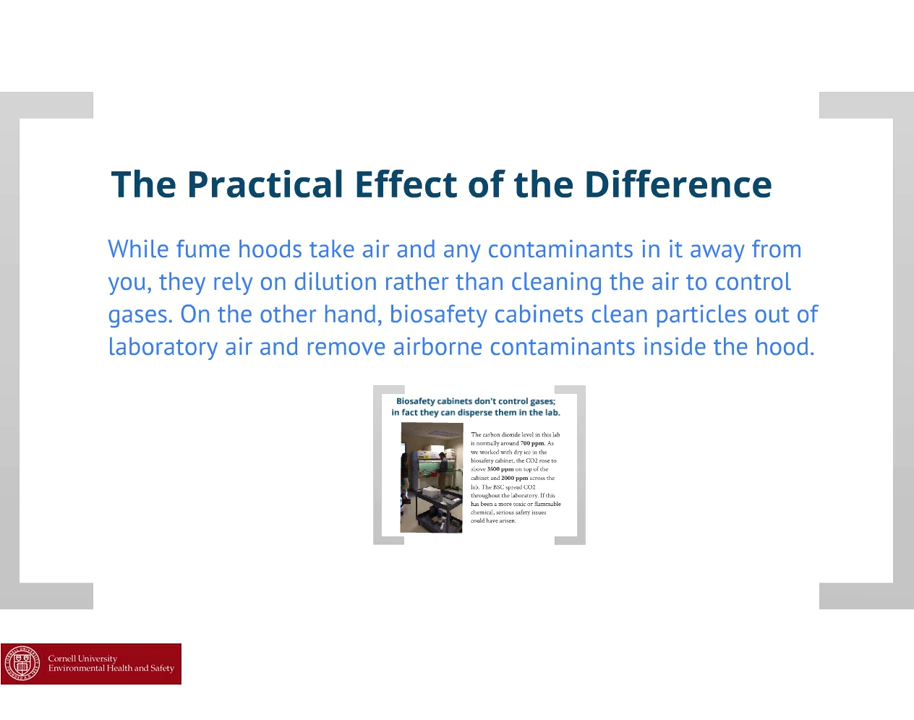 The Practical Effect of the Difference
While fume hoods take air and any contaminants in it away from
you, they rely on dilution rather than cleaning the air to control
gases. On the other hand, biosafety cabinets clean particles out of
laboratory air and remove airborne contaminants inside the hood.
Biosafety cabinets don't control gases;
in fact they can disperse them in the lab.
The carbon dioxide level in this lab
is normally around 700 ppm. As
we worked with dry ice in the
biosafety cabinet, the CO2 rose to
above 3500 ppm on top of the
cabinet and 2000 ppm across the
lab. The BSC spread CO2
throughout the laboratory. If this
has been a more toxic or flammable
chemical, serious safety issues
could have arisen.
Cornell University
Environmental Health and Safety